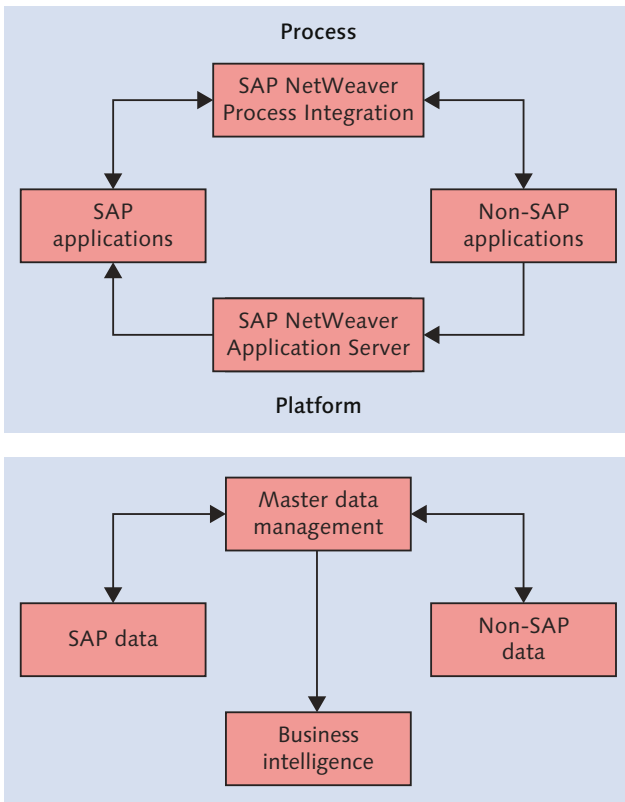 Process
SAP NetWeaver
Process Integration
SAP
applications
Non-SAP
applications
SAP NetWeaver
Application Server
Platform
Master data
management
SAP data
Non-SAP
data
Business
intelligence